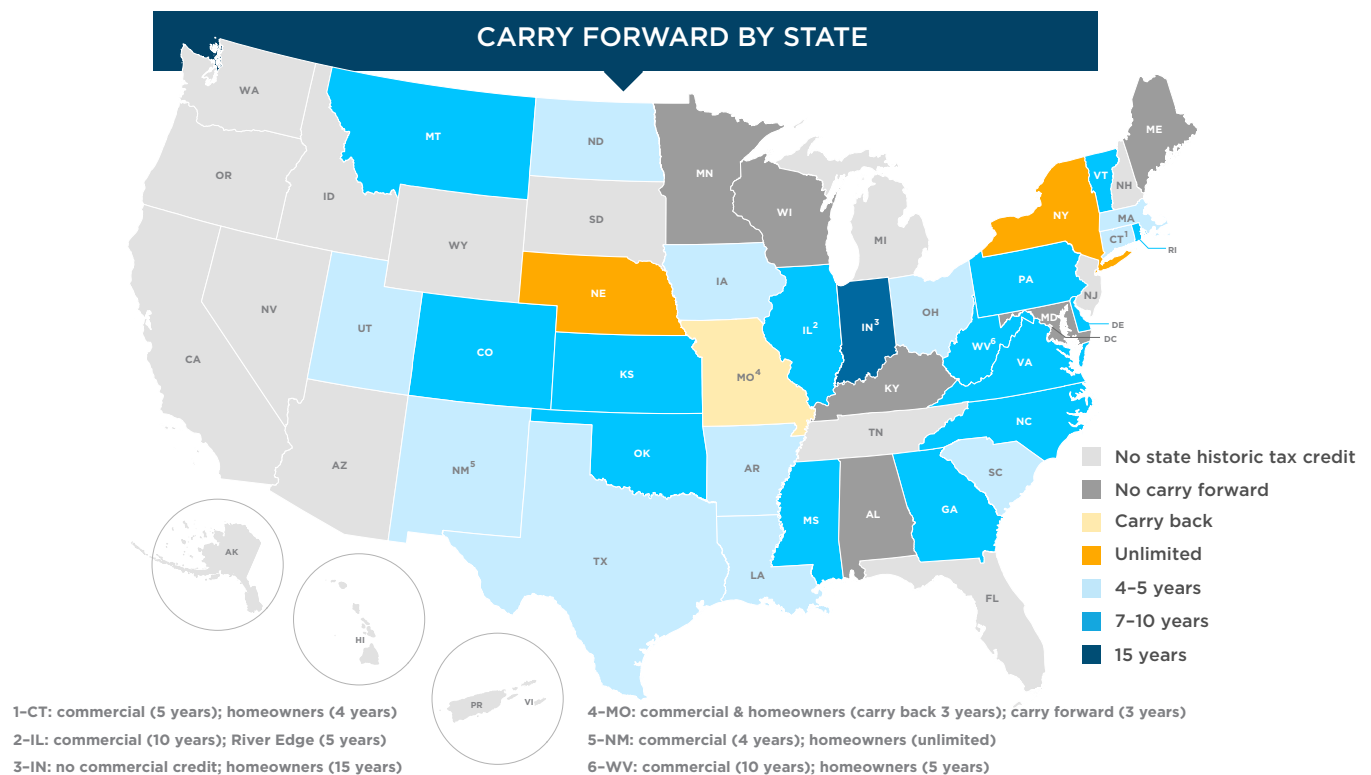 CARRY FORWARD BY STATE
WA
MT
ND
MN
ME
OR
ID
SD
WI
VT
NH
WY
MI
NY
MA
CT¹
RI
NV
NE
IA
PA
NJ
UT
IL²
IN³
OH
MD
DE
DC
CA
CO
KS
MO⁴
WV⁵
VA
KY
AZ
NM⁵
OK
AR
TN
NC
SC
MS
AL
GA
TX
LA
FL
AK
HI
PR
VI
No state historic tax credit
No carry forward
Carry back
Unlimited
4–5 years
7–10 years
15 years
1–CT: commercial (5 years); homeowners (4 years)
2–IL: commercial (10 years); River Edge (5 years)
3–IN: no commercial credit; homeowners (15 years)
4–MO: commercial & homeowners (carry back 3 years); carry forward (3 years)
5–NM: commercial (4 years); homeowners (unlimited)
6–WV: commercial (10 years); homeowners (5 years)